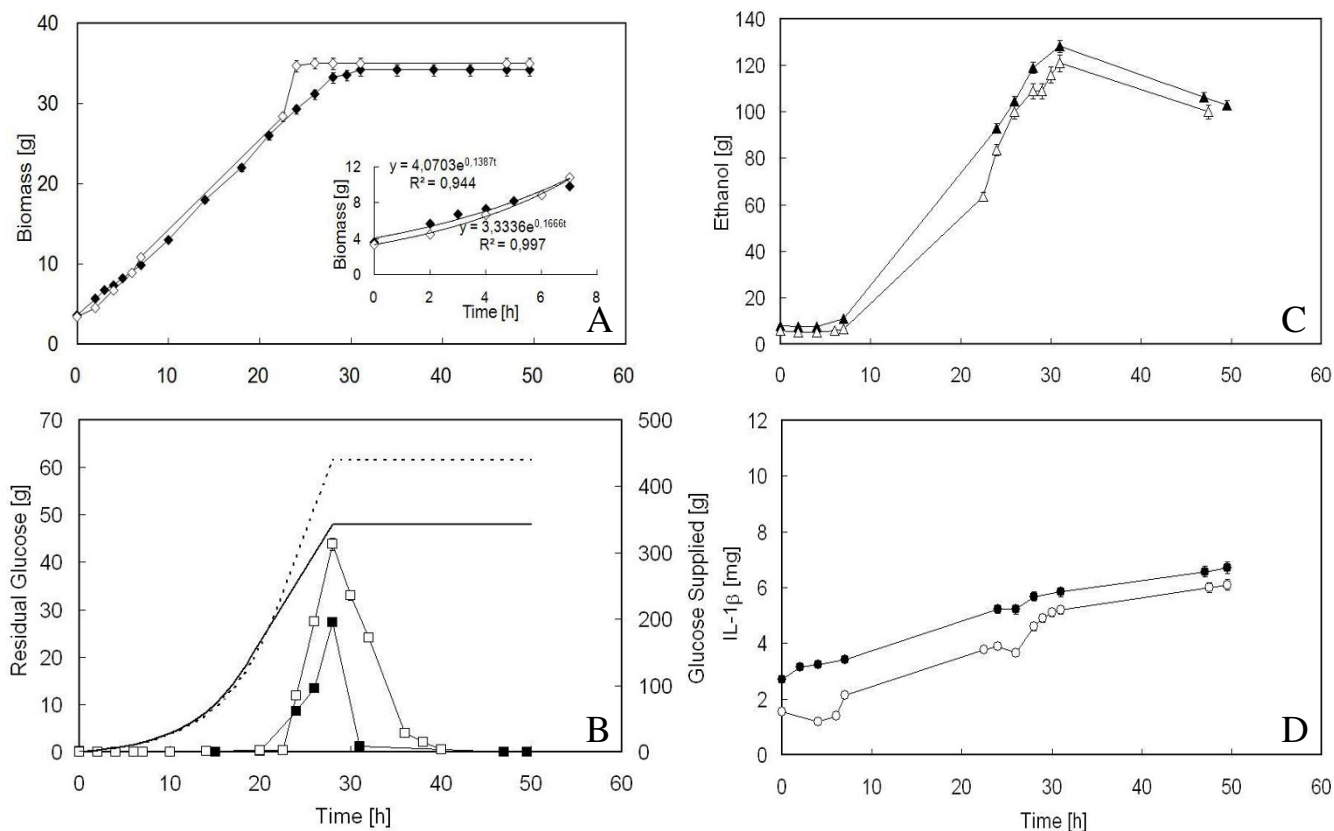 40
30
20
10
0
Biomass [g]
0 10 20 30 40 50 60
12
8
4
0
Biomass [g]
y = 4,0703e^0,1387t
R² = 0,944
y = 3,3336e^0,1666t
R² = 0,997
0 2 4 6 8
Time [h]
A
140
120
100
80
60
40
20
0
Ethanol [g]
0 10 20 30 40 50 60
C
70
60
50
40
30
20
10
0
Residual Glucose [g]
500
400
300
200
100
0
Glucose Supplied [g]
0 10 20 30 40 50 60
Time [h]
B
12
10
8
6
4
2
0
IL-1β [mg]
0 10 20 30 40 50 60
Time [h]
D